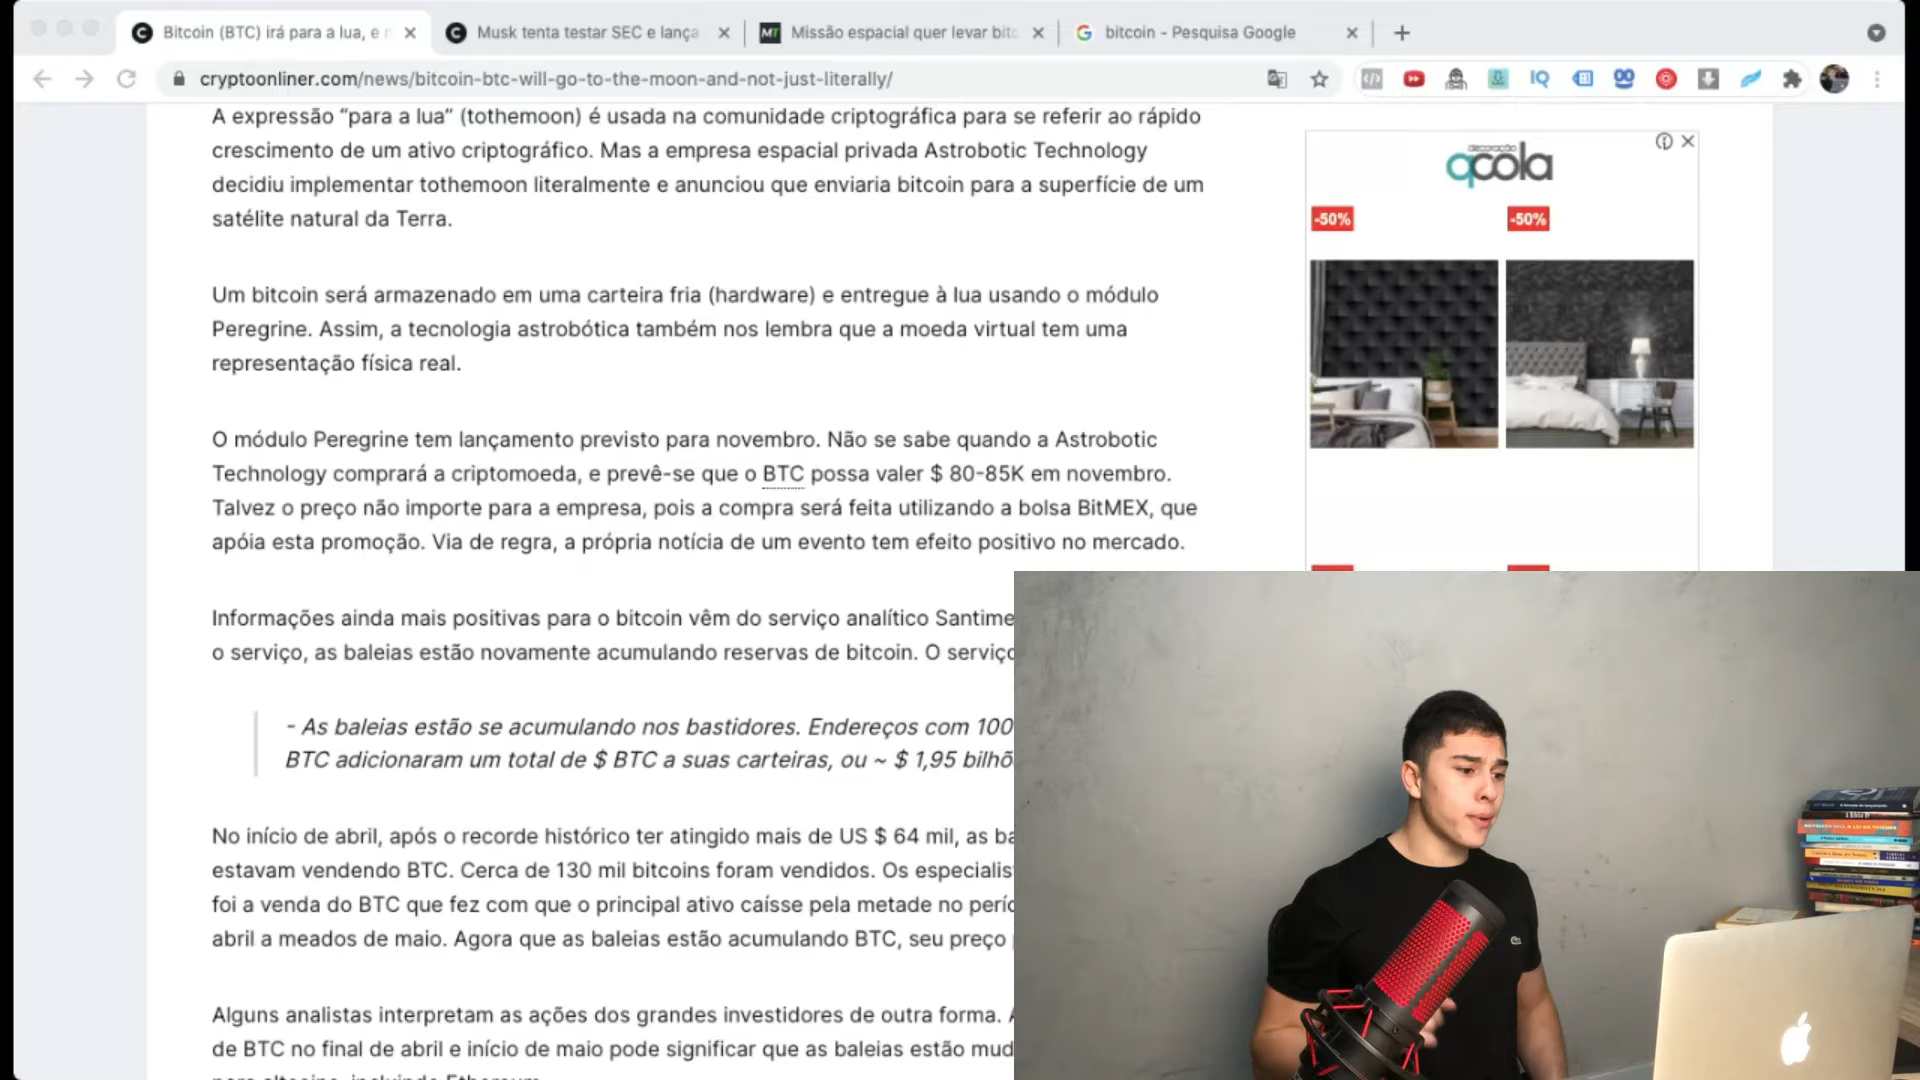 Bitcoin (BTC) irá para a lua, e
Musk tenta testar SEC e lança
MT
Missão espacial quer levar bitc
bitcoin - Pesquisa Google
cryptoonliner.com/news/bitcoin-btc-will-go-to-the-moon-and-not-just-literally/
IQ
A expressão “para a lua” (tothemoon) é usada na comunidade criptográfica para se referir ao rápido
crescimento de um ativo criptográfico. Mas a empresa espacial privada Astrobotic Technology
decidiu implementar tothemoon literalmente e anunciou que enviaria bitcoin para a superfície de um
satélite natural da Terra.
decoração
qcola
-50%
-50%
Um bitcoin será armazenado em uma carteira fria (hardware) e entregue à lua usando o módulo
Peregrine. Assim, a tecnologia astrobótica também nos lembra que a moeda virtual tem uma
representação física real.
O módulo Peregrine tem lançamento previsto para novembro. Não se sabe quando a Astrobotic
Technology comprará a criptomoeda, e prevê-se que o BTC possa valer $ 80-85K em novembro.
Talvez o preço não importe para a empresa, pois a compra será feita utilizando a bolsa BitMEX, que
apóia esta promoção. Via de regra, a própria notícia de um evento tem efeito positivo no mercado.
Informações ainda mais positivas para o bitcoin vêm do serviço analítico Santime
o serviço, as baleias estão novamente acumulando reservas de bitcoin. O serviço
- As baleias estão se acumulando nos bastidores. Endereços com 100
BTC adicionaram um total de $ BTC a suas carteiras, ou ~ $ 1,95 bilhõ
No início de abril, após o recorde histórico ter atingido mais de US $ 64 mil, as ba
estavam vendendo BTC. Cerca de 130 mil bitcoins foram vendidos. Os especialis
foi a venda do BTC que fez com que o principal ativo caísse pela metade no perío
abril a meados de maio. Agora que as baleias estão acumulando BTC, seu preço
Alguns analistas interpretam as ações dos grandes investidores de outra forma.
de BTC no final de abril e início de maio pode significar que as baleias estão mud
para altcoins, incluindo Ethereum.